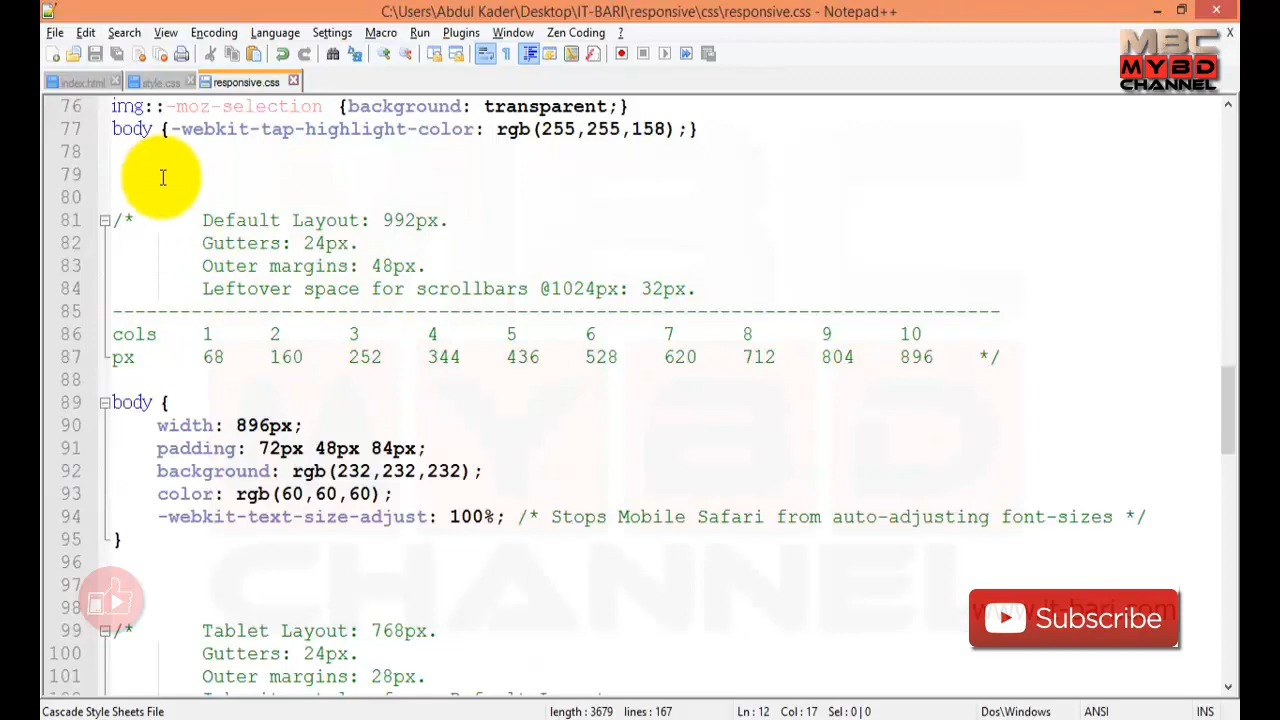 C:\Users\Abdul Kader\Desktop\IT-BARI\responsive\css\responsive.css - Notepad++
File Edit Search View Encoding Language Settings Macro Run Plugins Window Zen Coding ? X
index.html style.css responsive.css
MBC
MYBD
CHANNEL
76 img::-moz-selection {background: transparent;}
77 body {-webkit-tap-highlight-color: rgb(255,255,158);}
78
79
80
81 /* Default Layout: 992px.
82 Gutters: 24px.
83 Outer margins: 48px.
84 Leftover space for scrollbars @1024px: 32px.
85 -------------------------------------------------------------------------------
86 cols 1 2 3 4 5 6 7 8 9 10
87 px 68 160 252 344 436 528 620 712 804 896 */
88
89 body {
90 width: 896px;
91 padding: 72px 48px 84px;
92 background: rgb(232,232,232);
93 color: rgb(60,60,60);
94 -webkit-text-size-adjust: 100%; /* Stops Mobile Safari from auto-adjusting font-sizes */
95 }
96
97
98
99 /* Tablet Layout: 768px.
100 Gutters: 24px.
101 Outer margins: 28px.
MYBD
CHANNEL
www.it-bari.com
Subscribe
Cascade Style Sheets File length : 3679 lines : 167 Ln : 12 Col : 17 Sel : 0 | 0 Dos\Windows ANSI INS